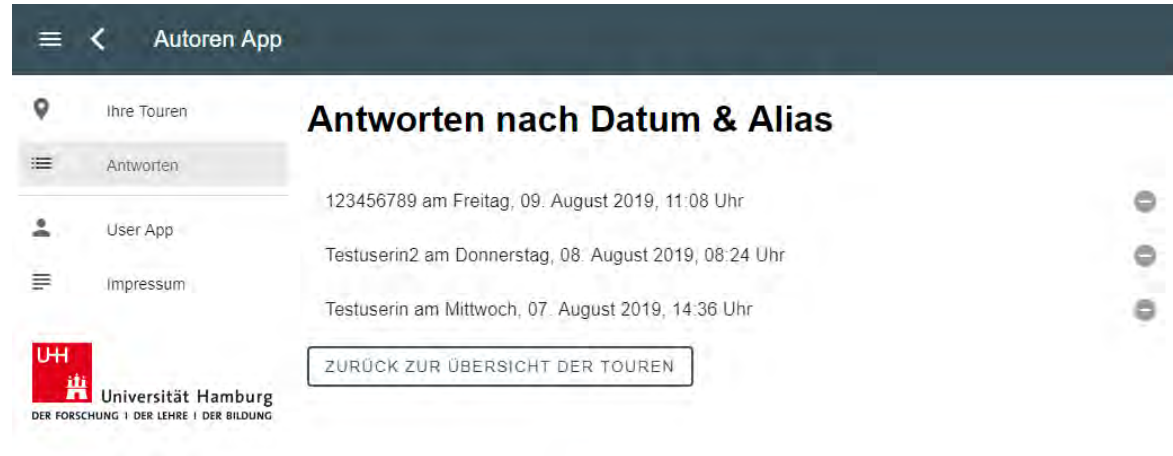 Autoren App
Ihre Touren
Antworten
User App
Impressum
UH
Universität Hamburg
DER FORSCHUNG I DER LEHRE I DER BILDUNG
Antworten nach Datum & Alias
123456789 am Freitag, 09. August 2019, 11:08 Uhr
Testuserin2 am Donnerstag, 08. August 2019, 08:24 Uhr
Testuserin am Mittwoch, 07. August 2019, 14:36 Uhr
ZURÜCK ZUR ÜBERSICHT DER TOUREN